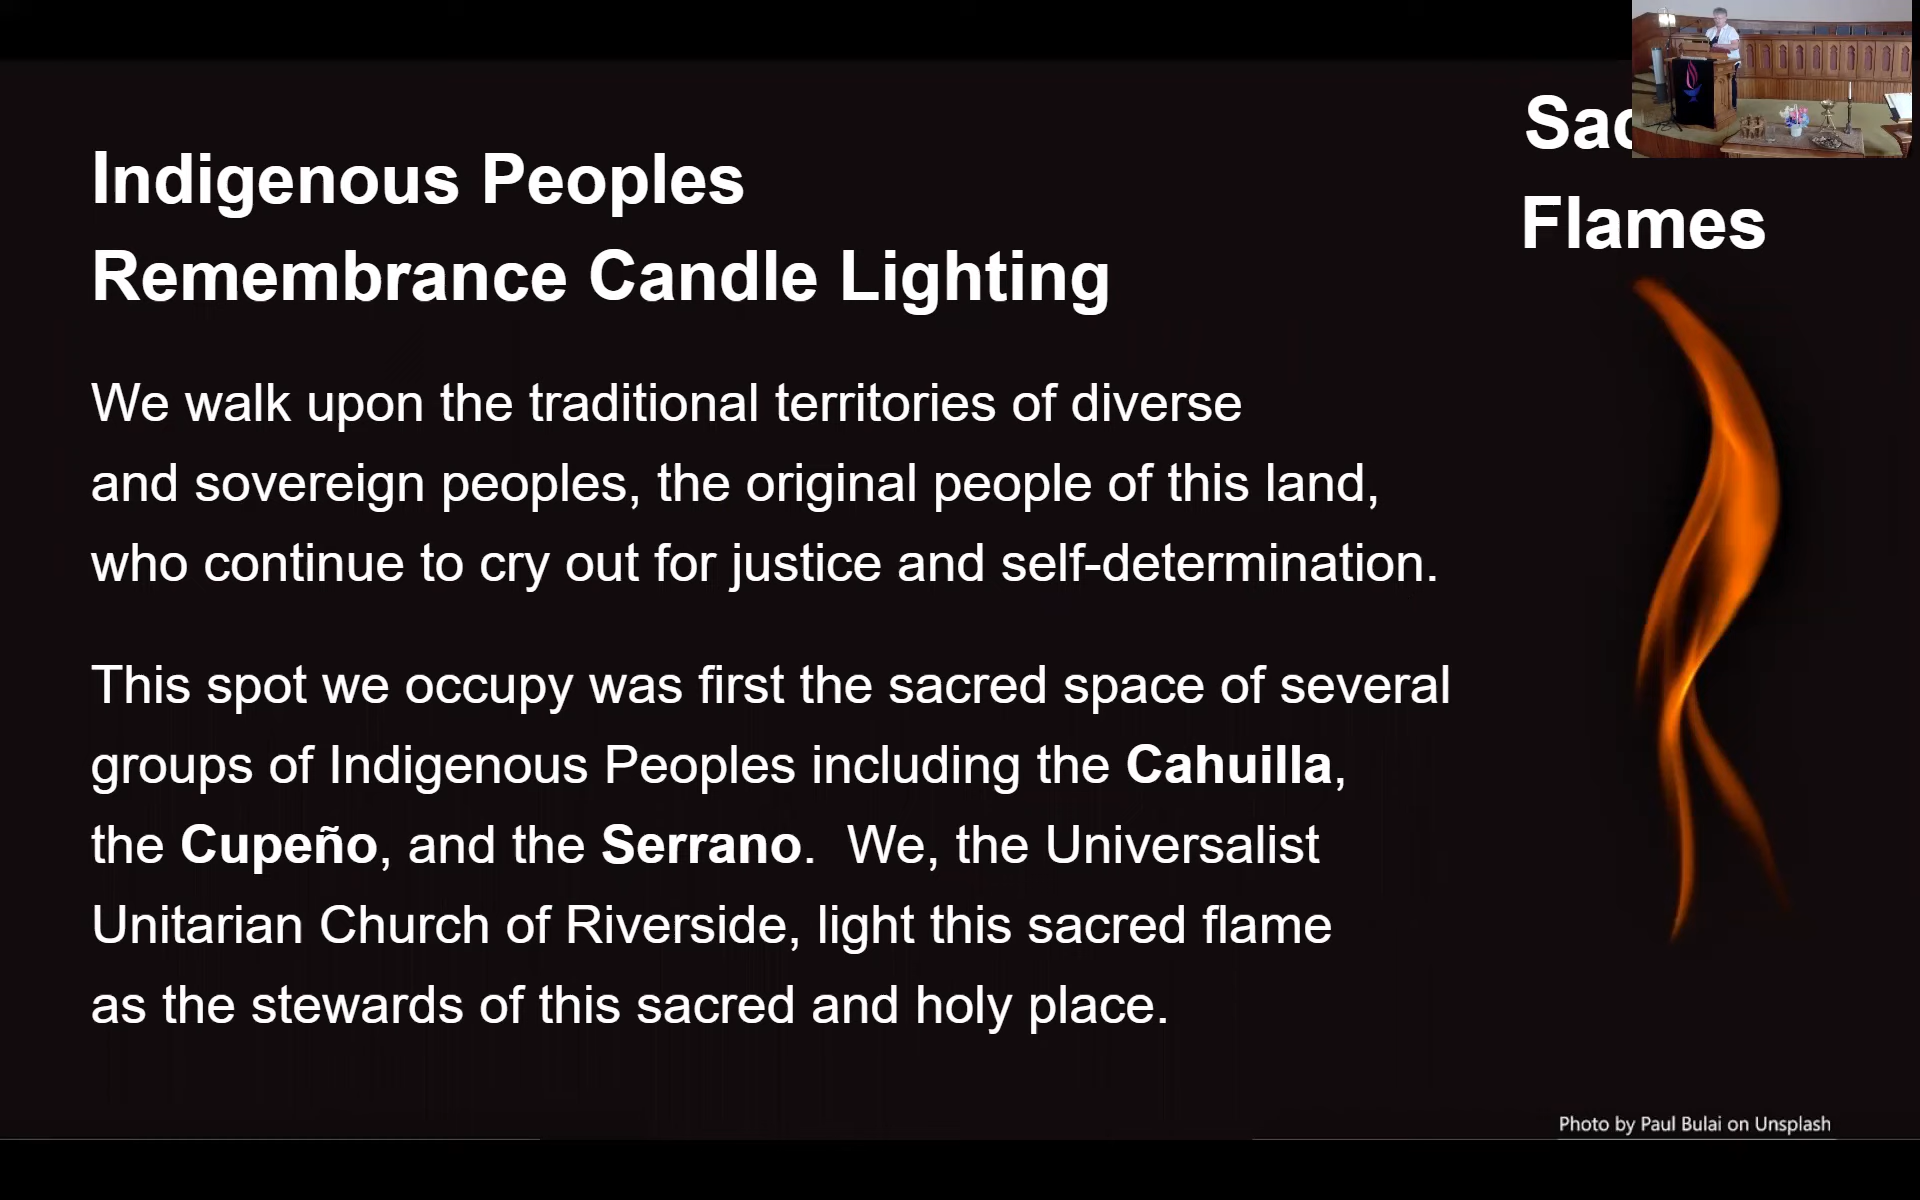 Indigenous Peoples
Remembrance Candle Lighting
We walk upon the traditional territories of diverse
and sovereign peoples, the original people of this land,
who continue to cry out for justice and self-determination.
This spot we occupy was first the sacred space of several
groups of Indigenous Peoples including the Cahuilla,
the Cupeño, and the Serrano.  We, the Universalist
Unitarian Church of Riverside, light this sacred flame
as the stewards of this sacred and holy place.
Flames
Photo by Paul Bulai on Unsplash